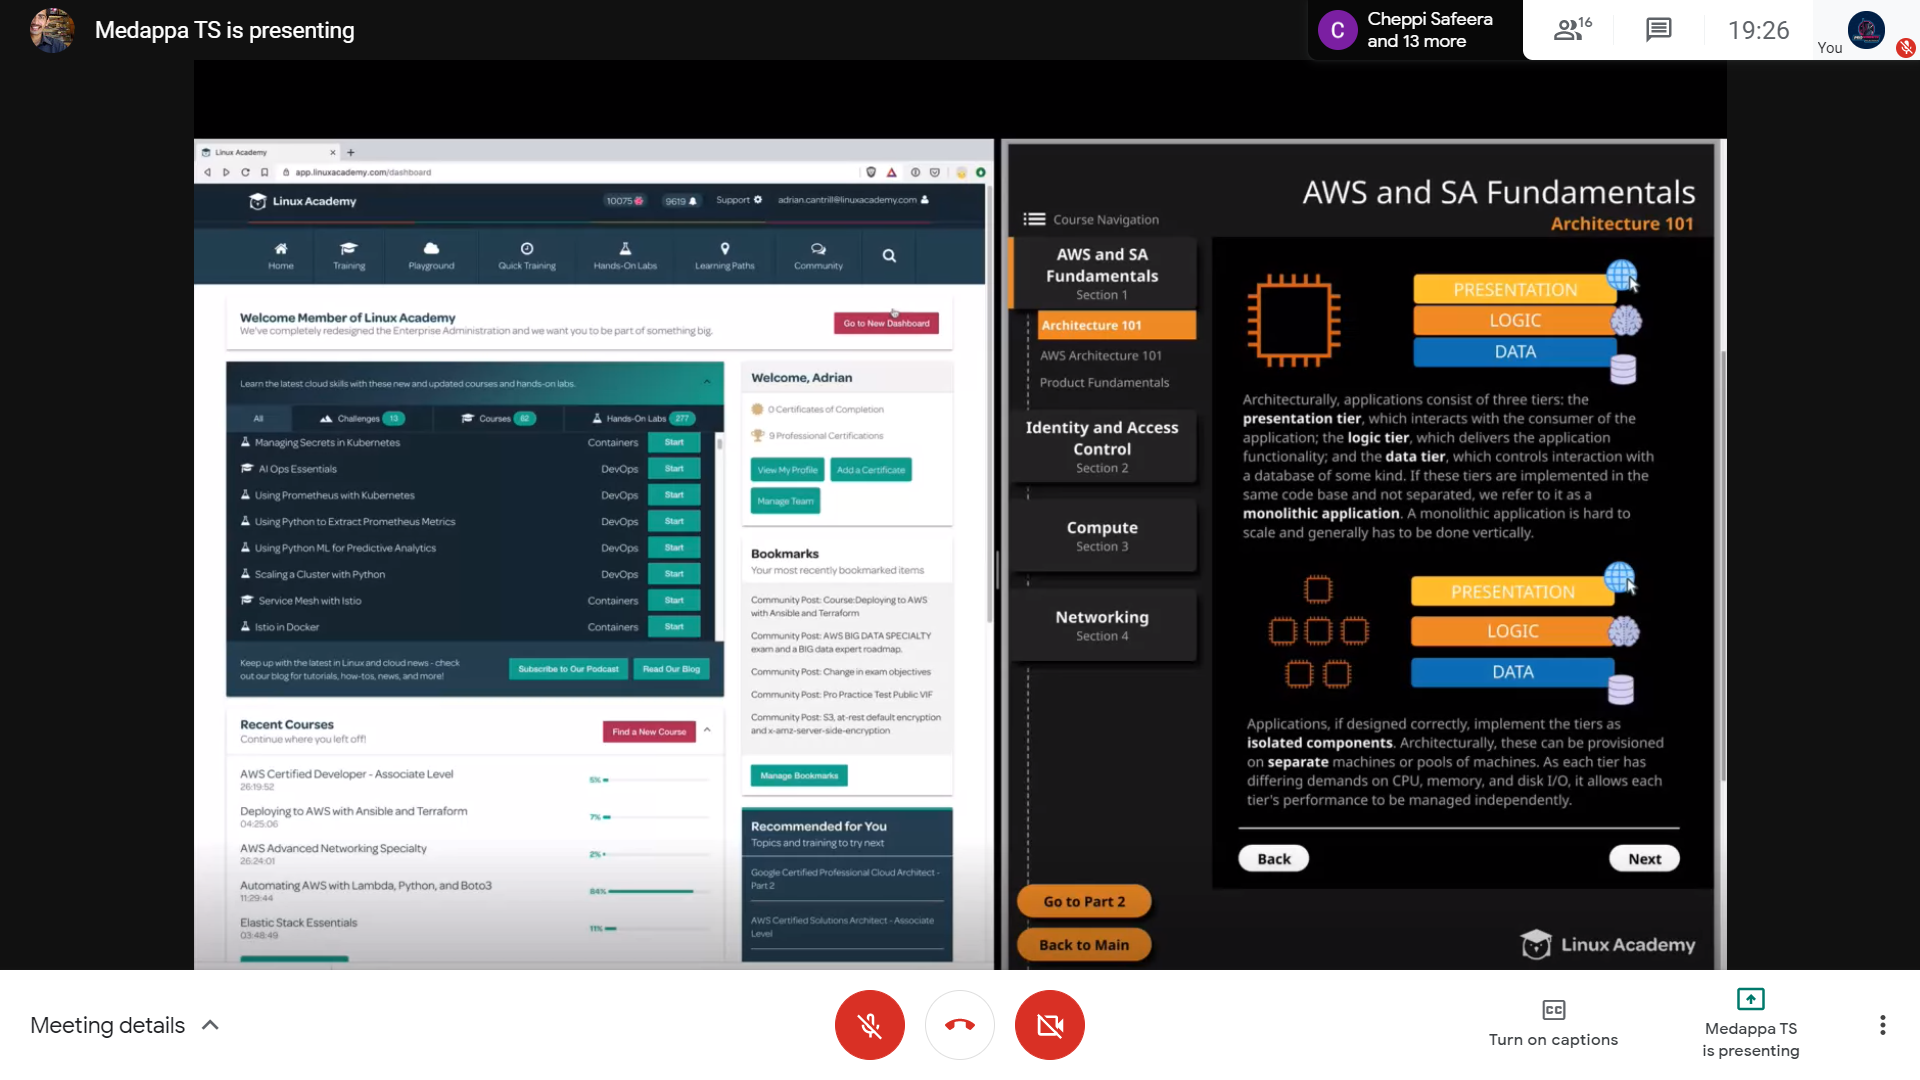 Medappa TS is presenting
C
Cheppi Safeera
and 13 more
16
19:26
You
Linux Academy
app.linuxacademy.com/dashboard
Linux Academy
10075
9619
Support
adrian.cantrill@linuxacademy.com
Home
Training
Playground
Quick Training
Hands-On Labs
Learning Paths
Community
Welcome Member of Linux Academy
We've completely redesigned the Enterprise Administration and we want you to be part of something big.
Go to New Dashboard
Learn the latest cloud skills with these new and updated courses and hands-on labs.
All
Challenges 13
Courses 62
Hands-On Labs 277
Managing Secrets in Kubernetes Containers Start
AI Ops Essentials DevOps Start
Using Prometheus with Kubernetes DevOps Start
Using Python to Extract Prometheus Metrics DevOps Start
Using Python ML for Predictive Analytics DevOps Start
Scaling a Cluster with Python DevOps Start
Service Mesh with Istio Containers Start
Istio in Docker Containers Start
Keep up with the latest in Linux and cloud news - check
out our blog for tutorials, how-tos, news, and more!
Subscribe to Our Podcast
Read Our Blog
Recent Courses
Continue where you left off!
Find a New Course
AWS Certified Developer - Associate Level
26:19:52
6%
Deploying to AWS with Ansible and Terraform
04:25:06
7%
AWS Advanced Networking Specialty
26:24:01
2%
Automating AWS with Lambda, Python, and Boto3
11:29:44
84%
Elastic Stack Essentials
03:48:49
11%
Welcome, Adrian
0 Certificates of Completion
9 Professional Certifications
View My Profile
Add a Certificate
Manage Team
Bookmarks
Your most recently bookmarked items
Community Post: Course:Deploying to AWS
with Ansible and Terraform
Community Post: AWS BIG DATA SPECIALTY
exam and a BIG data expert roadmap.
Community Post: Change in exam objectives
Community Post: Pro Practice Test Public VIF
Community Post: S3, at-rest default encryption
and x-amz-server-side-encryption
Manage Bookmarks
Recommended for You
Topics and training to try next
Google Certified Professional Cloud Architect -
Part 2
AWS Certified Solutions Architect - Associate
Level
AWS and SA Fundamentals
Architecture 101
Course Navigation
AWS and SA
Fundamentals
Section 1
Architecture 101
AWS Architecture 101
Product Fundamentals
Identity and Access
Control
Section 2
Compute
Section 3
Networking
Section 4
Go to Part 2
Back to Main
PRESENTATION
LOGIC
DATA
Architecturally, applications consist of three tiers: the
presentation tier, which interacts with the consumer of the
application; the logic tier, which delivers the application
functionality; and the data tier, which controls interaction with
a database of some kind. If these tiers are implemented in the
same code base and not separated, we refer to it as a
monolithic application. A monolithic application is hard to
scale and generally has to be done vertically.
PRESENTATION
LOGIC
DATA
Applications, if designed correctly, implement the tiers as
isolated components. Architecturally, these can be provisioned
on separate machines or pools of machines. As each tier has
differing demands on CPU, memory, and disk I/O, it allows each
tier's performance to be managed independently.
Back
Next
Linux Academy
Meeting details
CC
Turn on captions
Medappa TS
is presenting